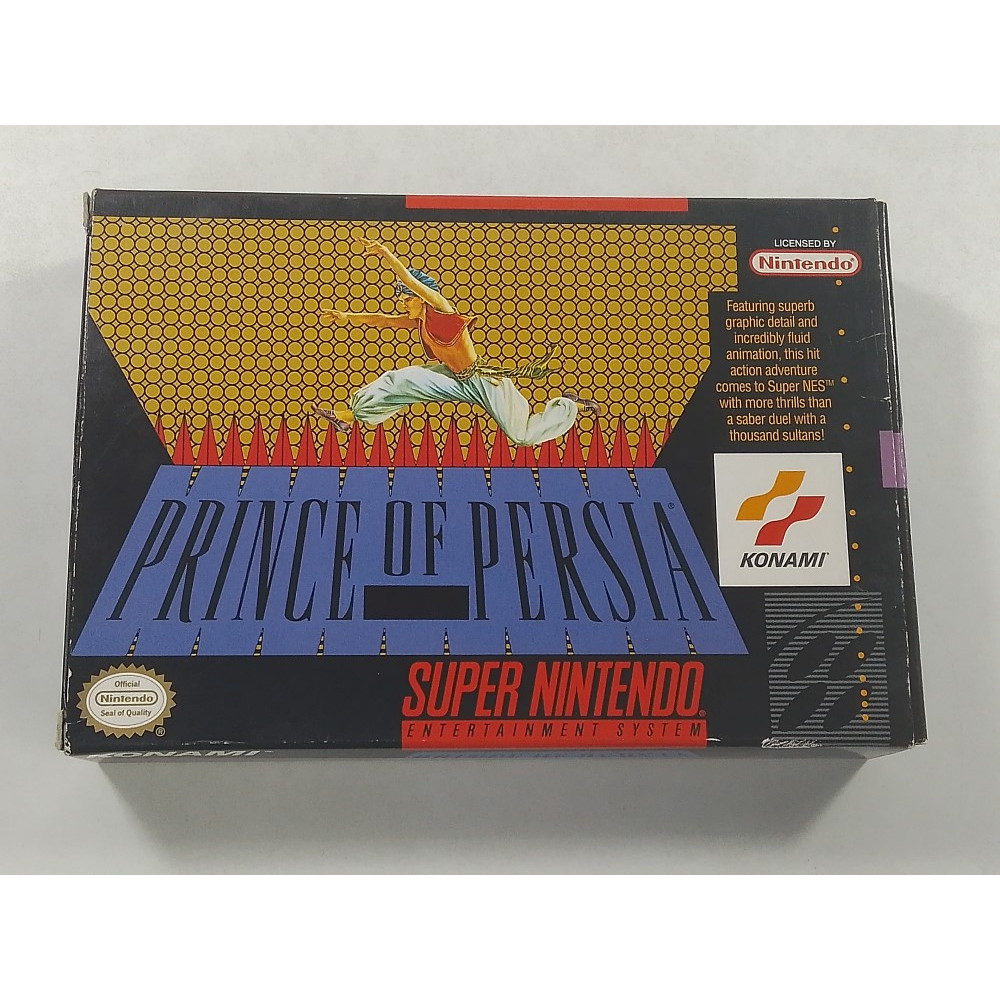 LICENSED BY
Nintendo®
Featuring superb
graphic detail and
incredibly fluid
animation, this hit
action adventure
comes to Super NES™
with more thrills than
a saber duel with a
thousand sultans!
KONAMI®
PRINCE OF PERSIA®
Official
Nintendo
Seal of Quality
®
SUPER NINTENDO®
ENTERTAINMENT SYSTEM
KONAMI